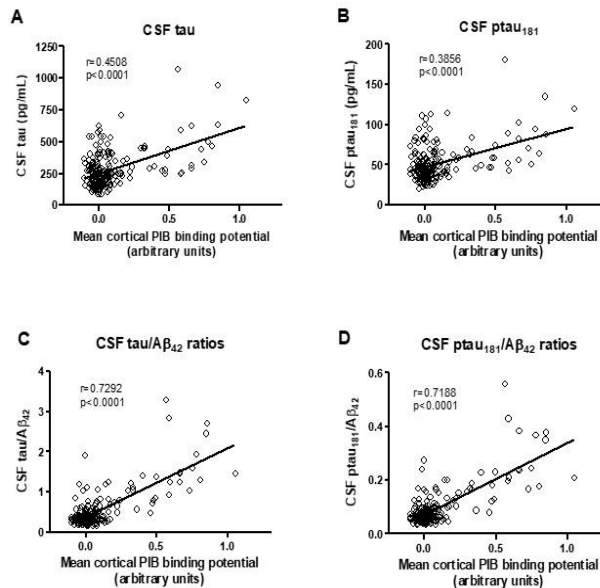 A
CSF tau
r=0.4508
p<0.0001
CSF tau (pg/mL)
1250
1000
750
500
250
0
0.0
0.5
1.0
Mean cortical PIB binding potential
(arbitrary units)
B
CSF ptau₁₈₁
r=0.3856
p<0.0001
CSF ptau₁₈₁ (pg/mL)
200
150
100
50
0
0.0
0.5
1.0
Mean cortical PIB binding potential
(arbitrary units)
C
CSF tau/Aβ₄₂ ratios
r=0.7292
p<0.0001
CSF tau/Aβ₄₂
4
3
2
1
0
0.0
0.5
1.0
Mean cortical PIB binding potential
(arbitrary units)
D
CSF ptau₁₈₁/Aβ₄₂ ratios
r=0.7188
p<0.0001
CSF ptau₁₈₁/Aβ₄₂
0.6
0.4
0.2
0.0
0.0
0.5
1.0
Mean cortical PIB binding potential
(arbitrary units)